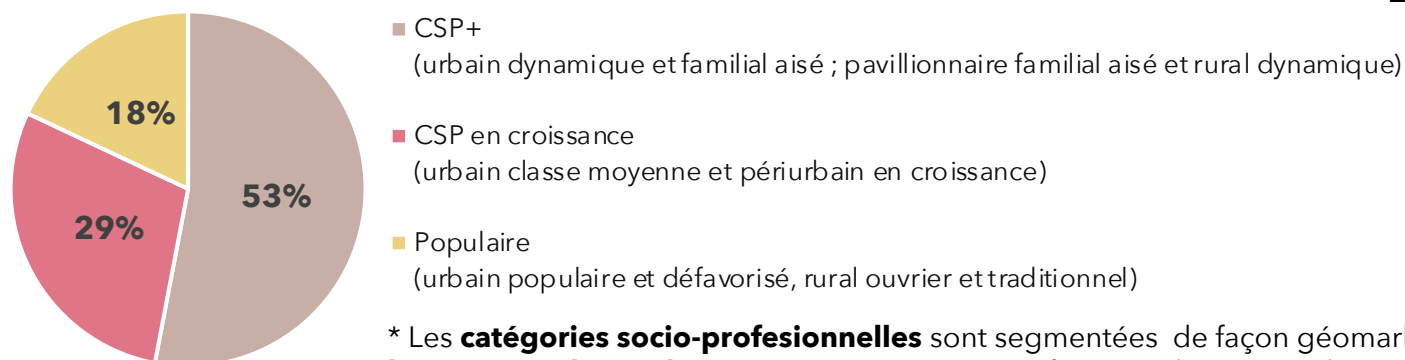 18%
53%
29%
CSP+
(urbain dynamique et familial aisé ; pavillionnaire familial aisé et rural dynamique)
CSP en croissance
(urbain classe moyenne et périurbain en croissance)
Populaire
(urbain populaire et défavorisé, rural ouvrier et traditionnel)
* Les catégories socio-profesionnelles sont segmentées de façon